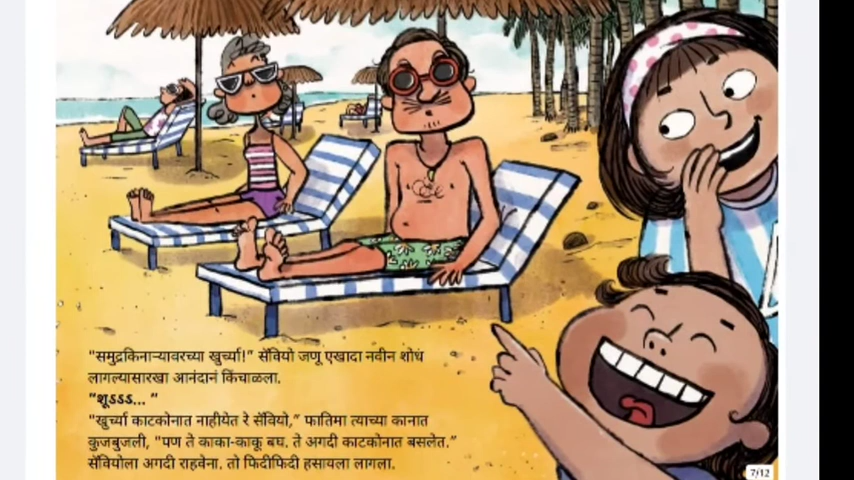 "समुद्रकिनाऱ्यावरच्या खुर्च्या!" सॅवियो जणू एखादा नवीन शोध
लागल्यासारखा आनंदानं किंचाळला.
"शूऽऽऽ... "
"खुर्च्या काटकोनात नाहीयेत रे सॅवियो," फातिमा त्याच्या कानात
कुजबुजली, "पण ते काका-काकू बघ. ते अगदी काटकोनात बसलेत."
सॅवियोला अगदी राहवेना. तो फिदीफिदी हसायला लागला.
7/12